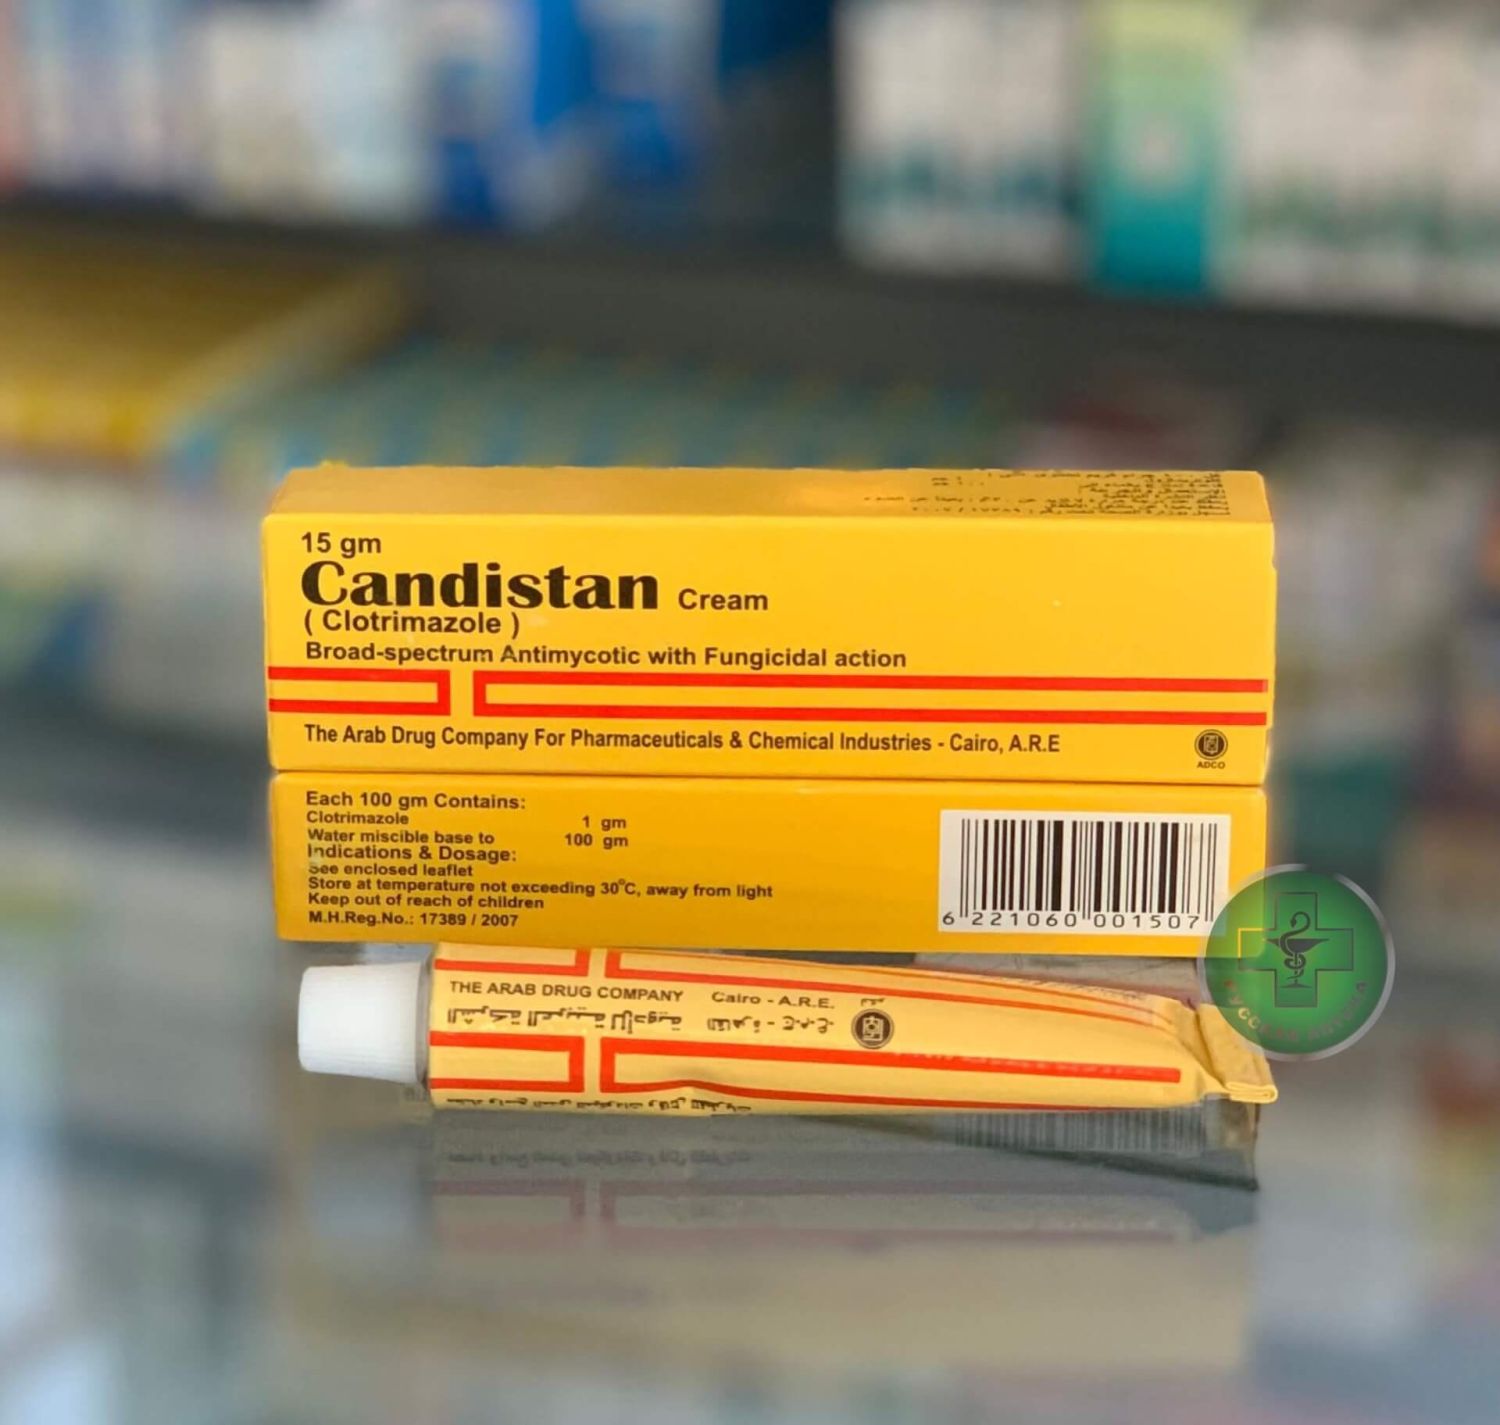 15 gm
Candistan Cream
( Clotrimazole )
Broad-spectrum Antimycotic with Fungicidal action
The Arab Drug Company For Pharmaceuticals & Chemical Industries - Cairo, A.R.E
ADCO
Each 100 gm Contains:
Clotrimazole 1 gm
Water miscible base to 100 gm
Indications & Dosage:
See enclosed leaflet
Store at temperature not exceeding 30°C, away from light
Keep out of reach of children
M.H.Reg.No.: 17389 / 2007
6 221060 001507
THE ARAB DRUG COMPANY Cairo - A.R.E.